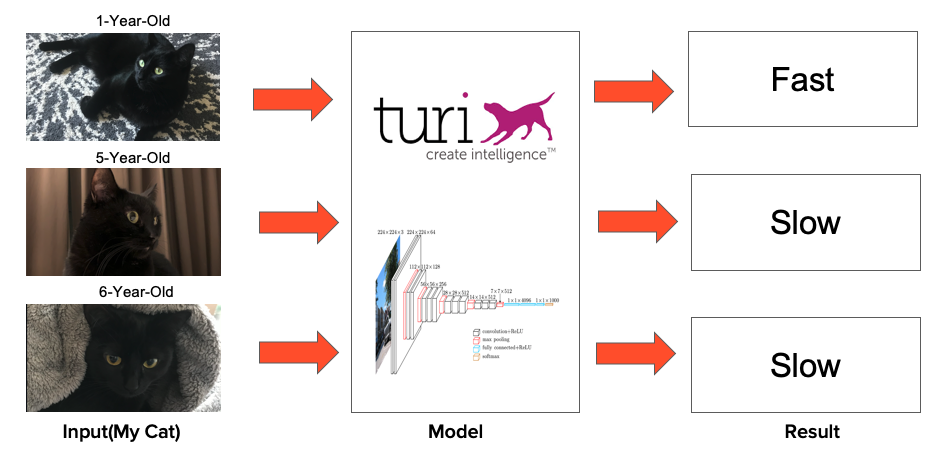 1-Year-Old
Fast
turi
create intelligence™
5-Year-Old
Slow
224×224×3 224×224×64
112×112×128
56×56×256
28×28×512
14×14×512
7×7×512
1×1×4096 1×1×1000
convolution+ReLU
max pooling
fully connected+ReLU
softmax
6-Year-Old
Slow
Input(My Cat)
Model
Result